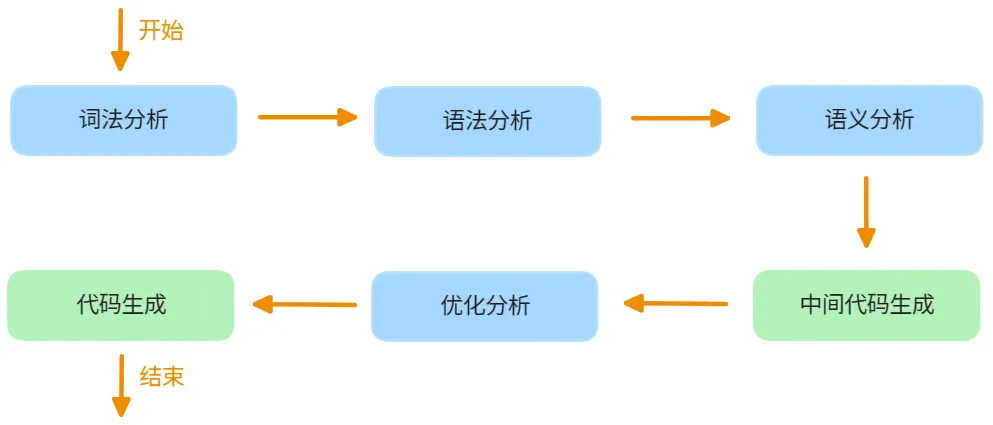 开始
词法分析
语法分析
语义分析
中间代码生成
优化分析
代码生成
结束